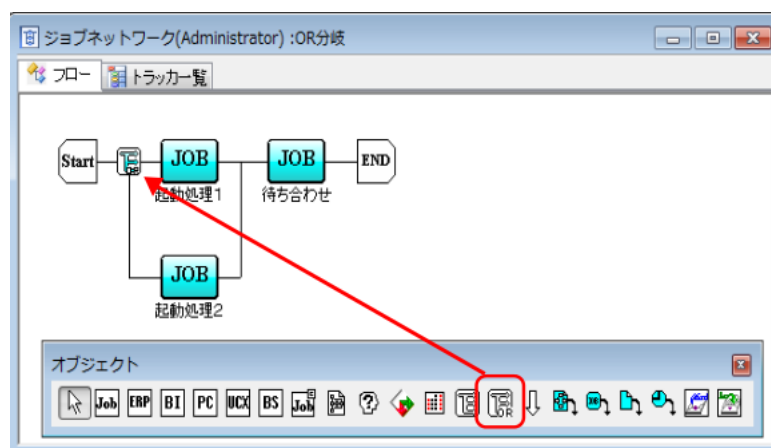 ジョブネットワーク(Administrator) :OR分岐
フロー トラッカ一覧
Start OR JOB JOB END
起動処理1 待ち合わせ
JOB
起動処理2
オブジェクト
Job ERP BI PC UCX BS Job OR